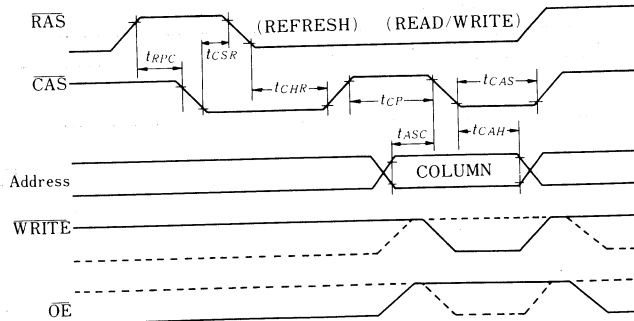 RAS
(REFRESH) (READ/WRITE)
tRPC
tCSR
CAS
tCHR
tCP
tCAS
tASC
tCAH
Address
COLUMN
WRITE
OE